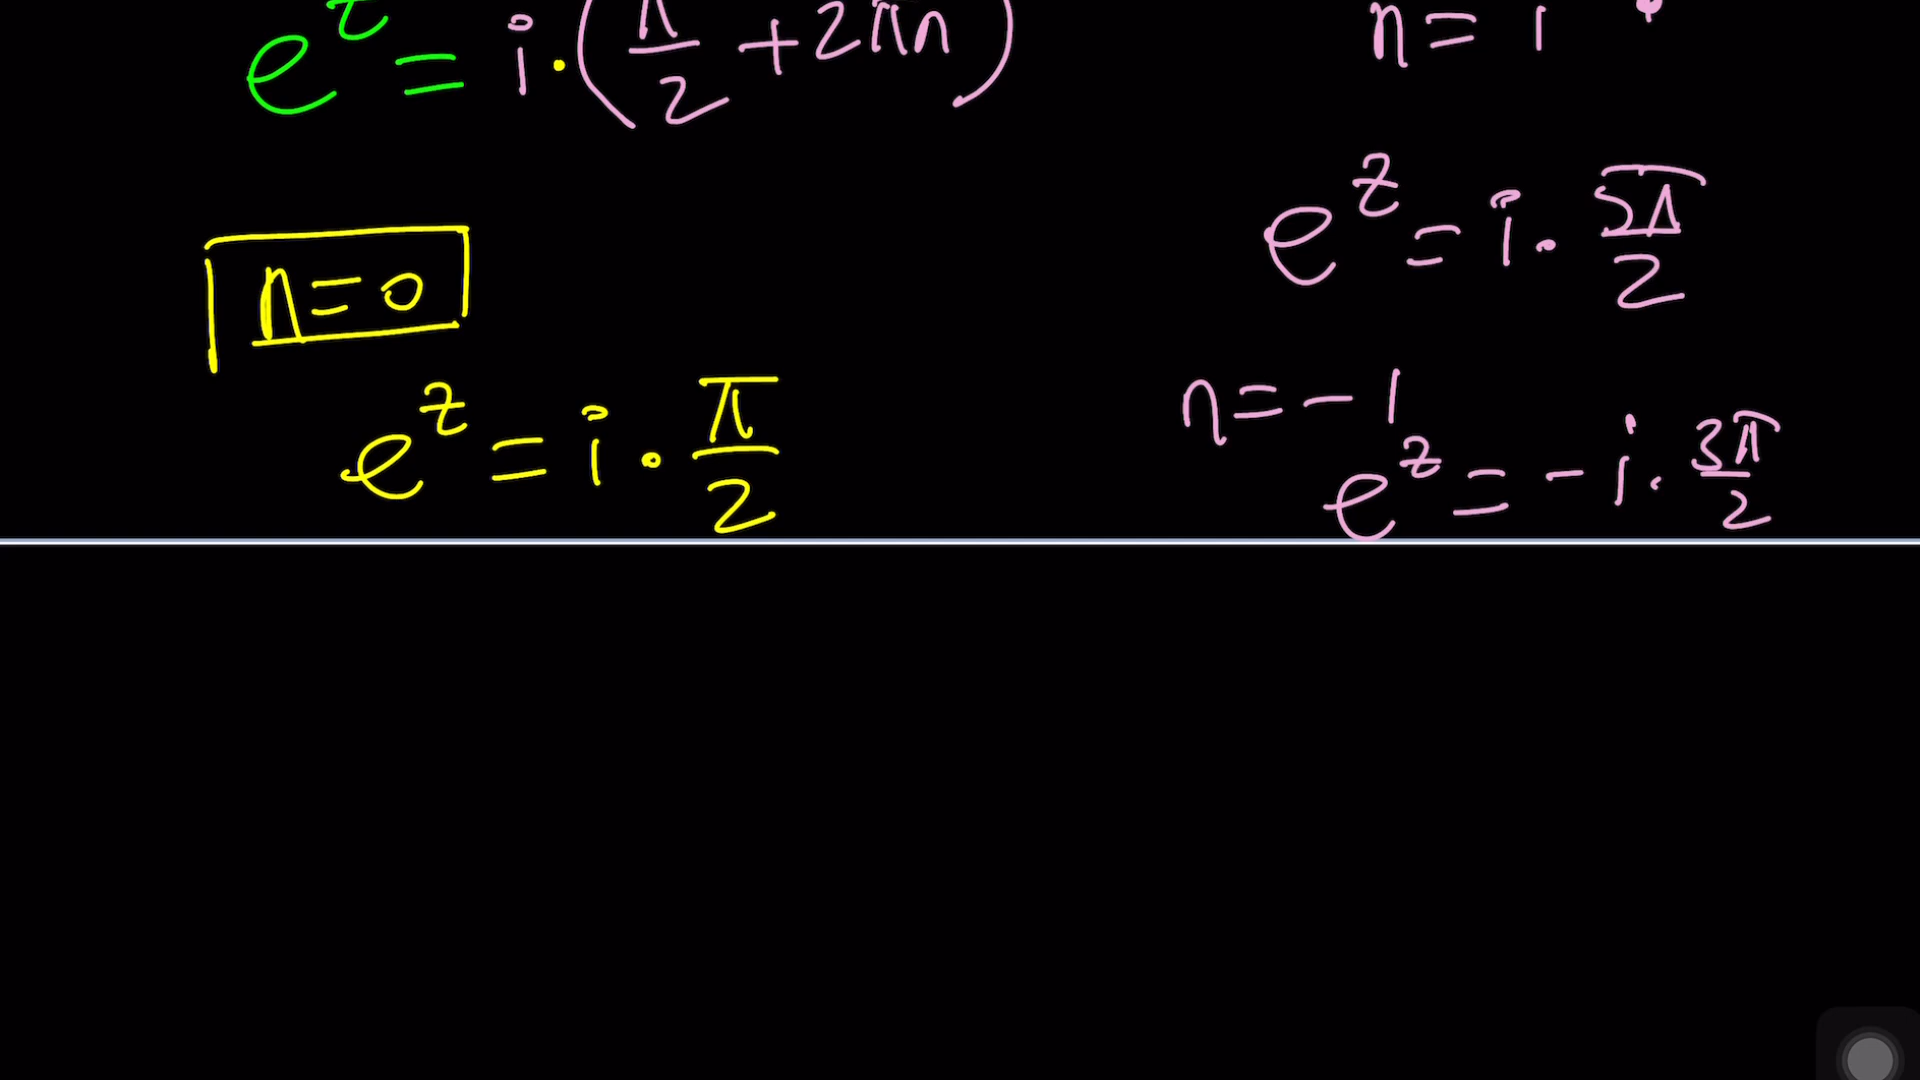 e^z = i · (π/2 + 2πn)
n = 1
e^z = i · 5π/2
n = 0
e^z = i · π/2
n = -1
e^z = -i · 3π/2